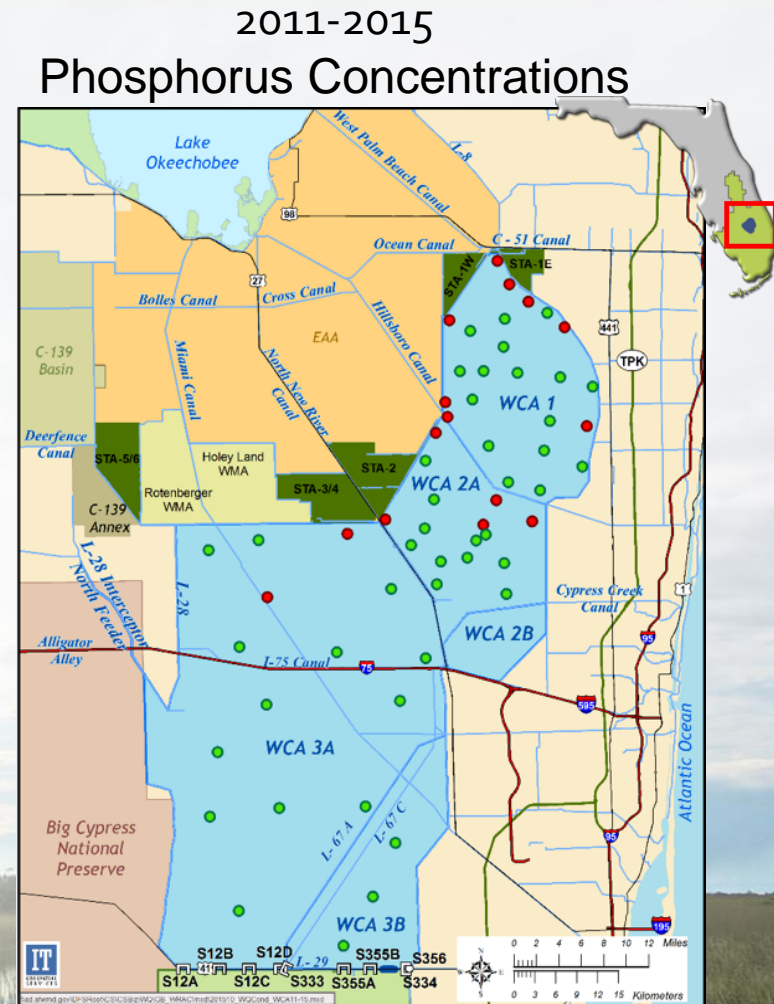 2011-2015
Phosphorus Concentrations
Lake
Okeechobee
West Palm Beach Canal
L-8
98
Ocean Canal
C - 51 Canal
STA-1W
STA-1E
27
Cross Canal
Bolles Canal
Hillsboro Canal
441
EAA
TPK
C-139
Basin
Miami Canal
North New River
Canal
WCA 1
Deerfence
Canal
STA-5/6
Holey Land
WMA
STA-2
WCA 2A
Rotenberger
WMA
STA-3/4
C-139
Annex
L-28 Interceptor
North Feeder
L-28
Cypress Creek
Canal
1
WCA 2B
95
Alligator
Alley
I-75 Canal
75
595
WCA 3A
Atlantic Ocean
L- 67 A
L- 67 C
95
Big Cypress
National
Preserve
WCA 3B
195
IT
S12B
S12D
S355B
S356
41
L- 29
S12A
S12C
S333
S355A
S334
N
S
0 2 4 6 8 10 12 Miles
0 5 10 15
Kilometers